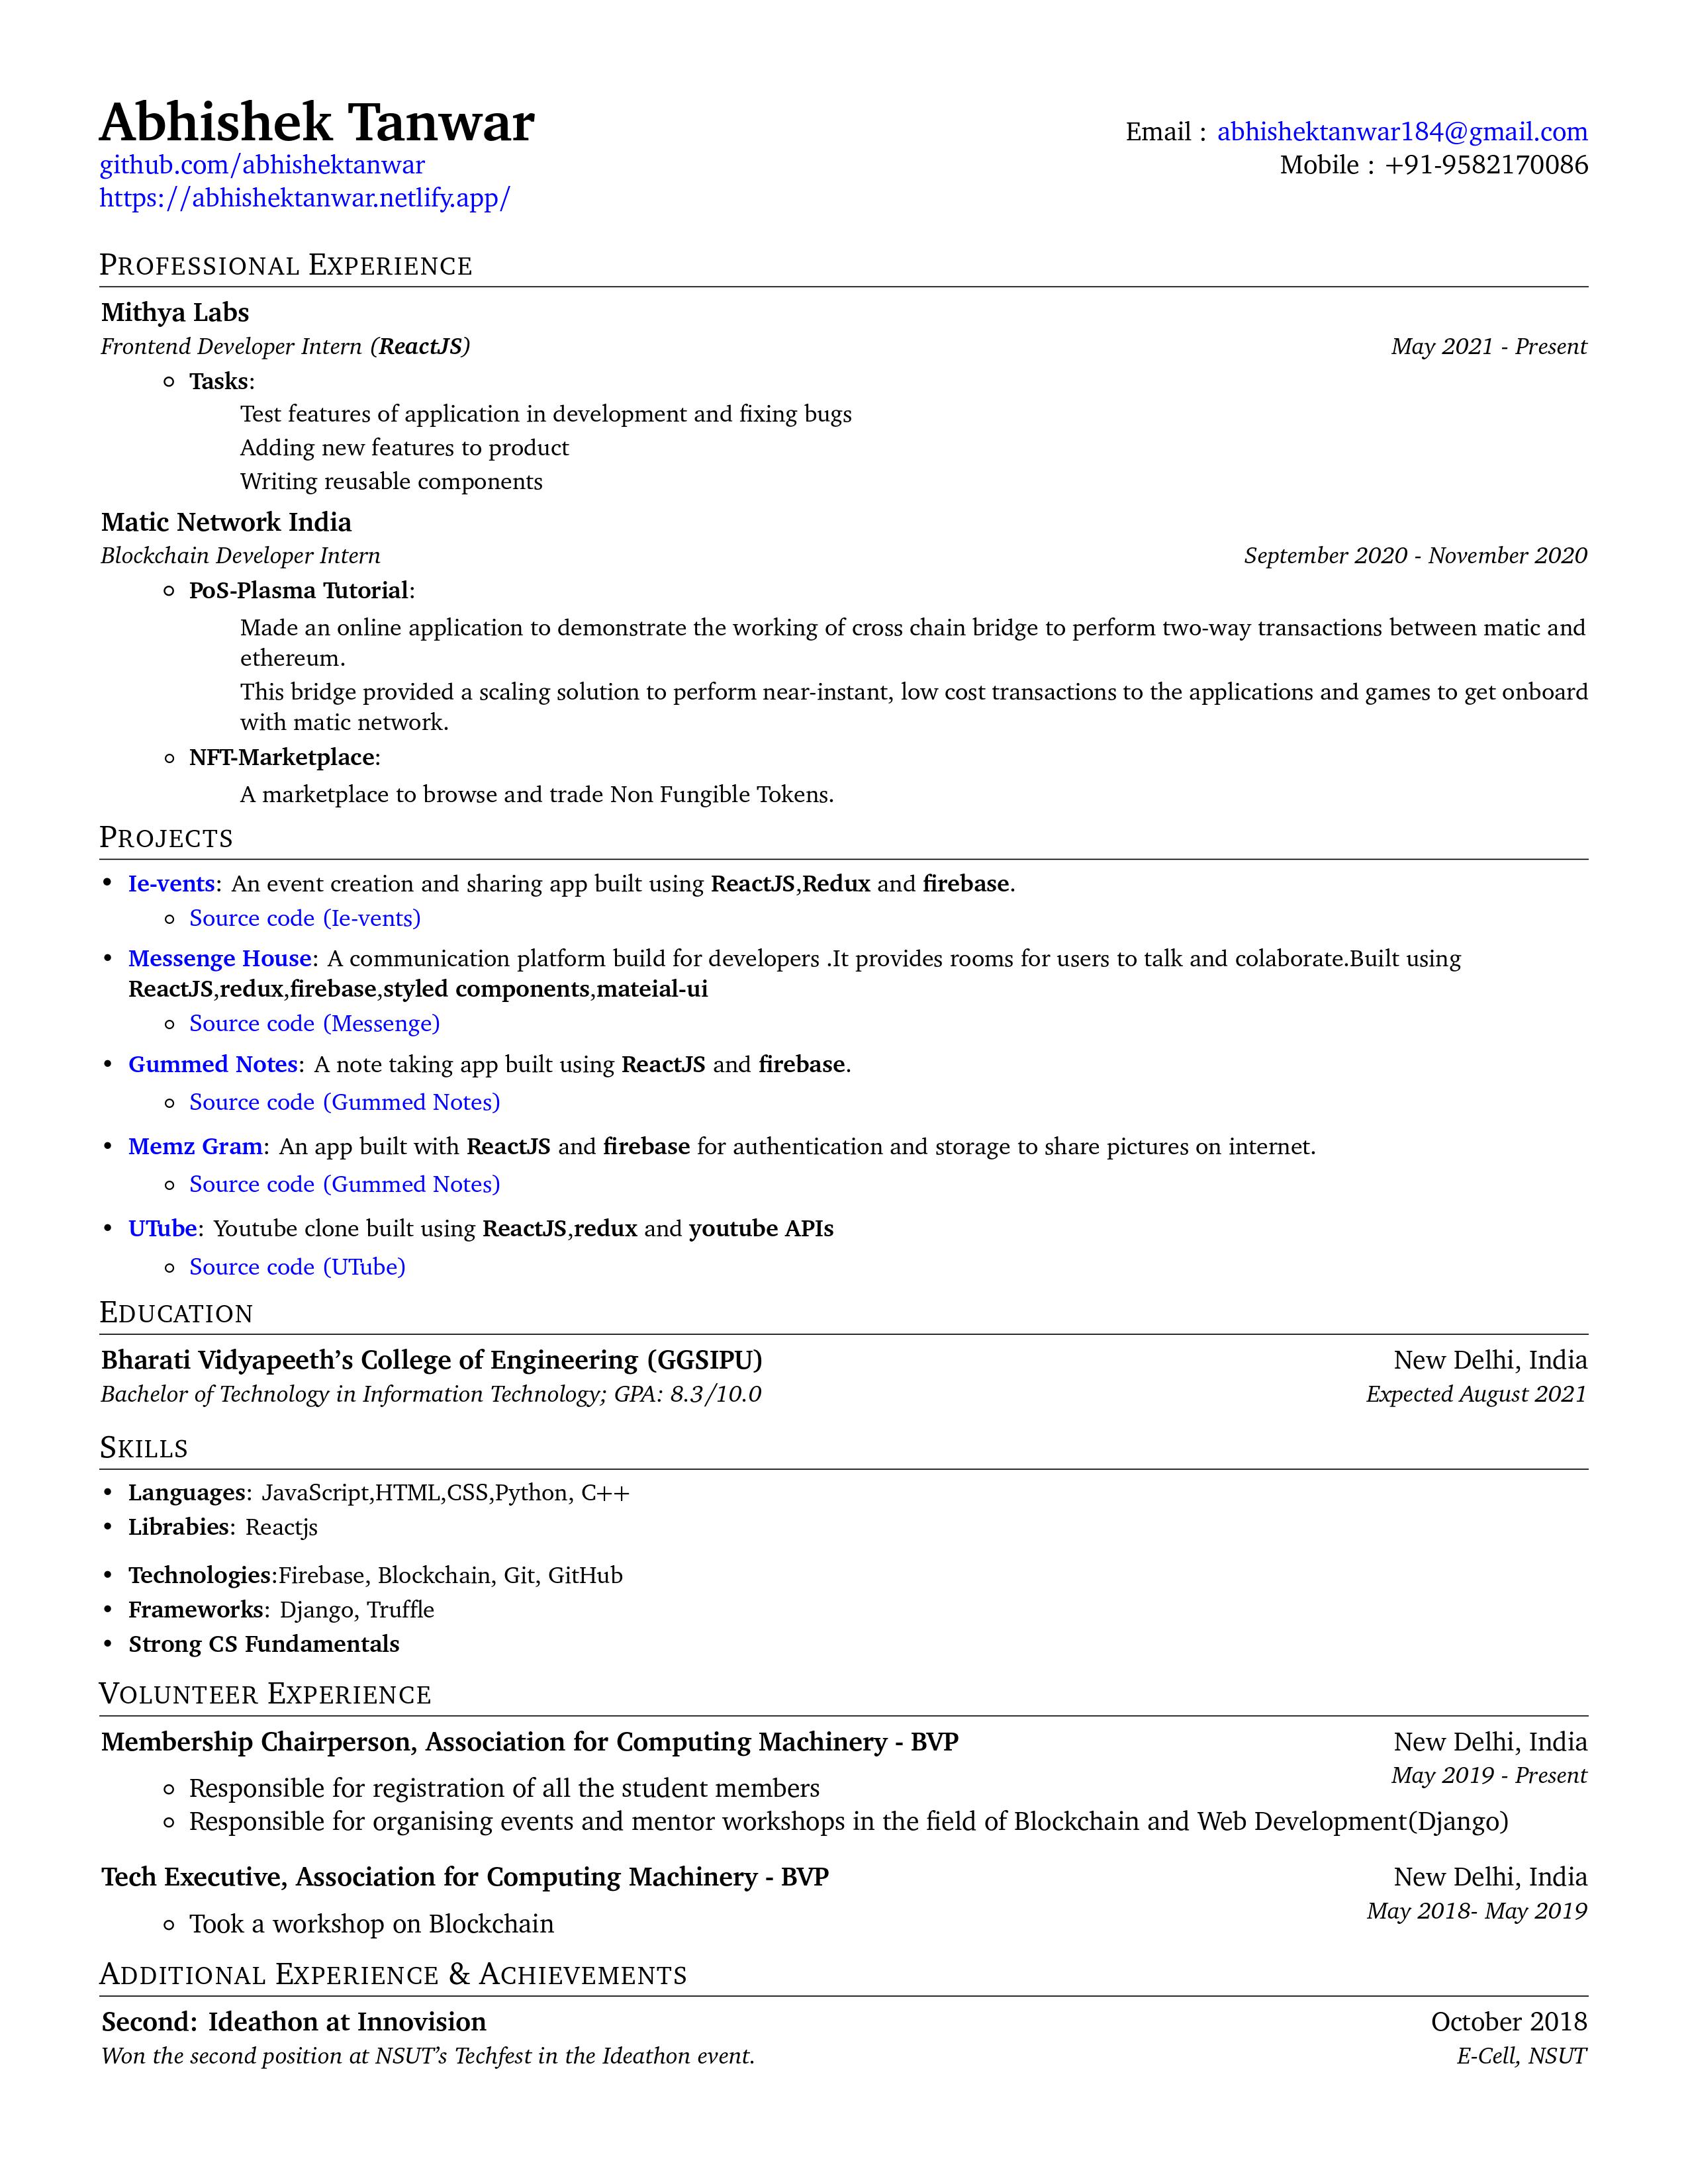 Abhishek Tanwar
Email : abhishektanwar184@gmail.com
github.com/abhishektanwar
Mobile : +91-9582170086
https://abhishektanwar.netlify.app/
Professional Experience
Mithya Labs
Frontend Developer Intern (ReactJS)
May 2021 - Present
Tasks:
Test features of application in development and fixing bugs
Adding new features to product
Writing reusable components
Matic Network India
Blockchain Developer Intern
September 2020 - November 2020
PoS-Plasma Tutorial:
Made an online application to demonstrate the working of cross chain bridge to perform two-way transactions between matic and
ethereum.
This bridge provided a scaling solution to perform near-instant, low cost transactions to the applications and games to get onboard
with matic network.
NFT-Marketplace:
A marketplace to browse and trade Non Fungible Tokens.
Projects
• Ie-vents: An event creation and sharing app built using ReactJS,Redux and firebase.
Source code (Ie-vents)
• Messenge House: A communication platform build for developers .It provides rooms for users to talk and colaborate.Built using
ReactJS,redux,firebase,styled components,mateial-ui
Source code (Messenge)
• Gummed Notes: A note taking app built using ReactJS and firebase.
Source code (Gummed Notes)
• Memz Gram: An app built with ReactJS and firebase for authentication and storage to share pictures on internet.
Source code (Gummed Notes)
• UTube: Youtube clone built using ReactJS,redux and youtube APIs
Source code (UTube)
Education
Bharati Vidyapeeth's College of Engineering (GGSIPU)
New Delhi, India
Bachelor of Technology in Information Technology; GPA: 8.3/10.0
Expected August 2021
Skills
• Languages: JavaScript,HTML,CSS,Python, C++
• Librabies: Reactjs
• Technologies:Firebase, Blockchain, Git, GitHub
• Frameworks: Django, Truffle
• Strong CS Fundamentals
Volunteer Experience
Membership Chairperson, Association for Computing Machinery - BVP
New Delhi, India
May 2019 - Present
Responsible for registration of all the student members
Responsible for organising events and mentor workshops in the field of Blockchain and Web Development(Django)
Tech Executive, Association for Computing Machinery - BVP
New Delhi, India
May 2018- May 2019
Took a workshop on Blockchain
Additional Experience & Achievements
Second: Ideathon at Innovision
October 2018
Won the second position at NSUT's Techfest in the Ideathon event.
E-Cell, NSUT